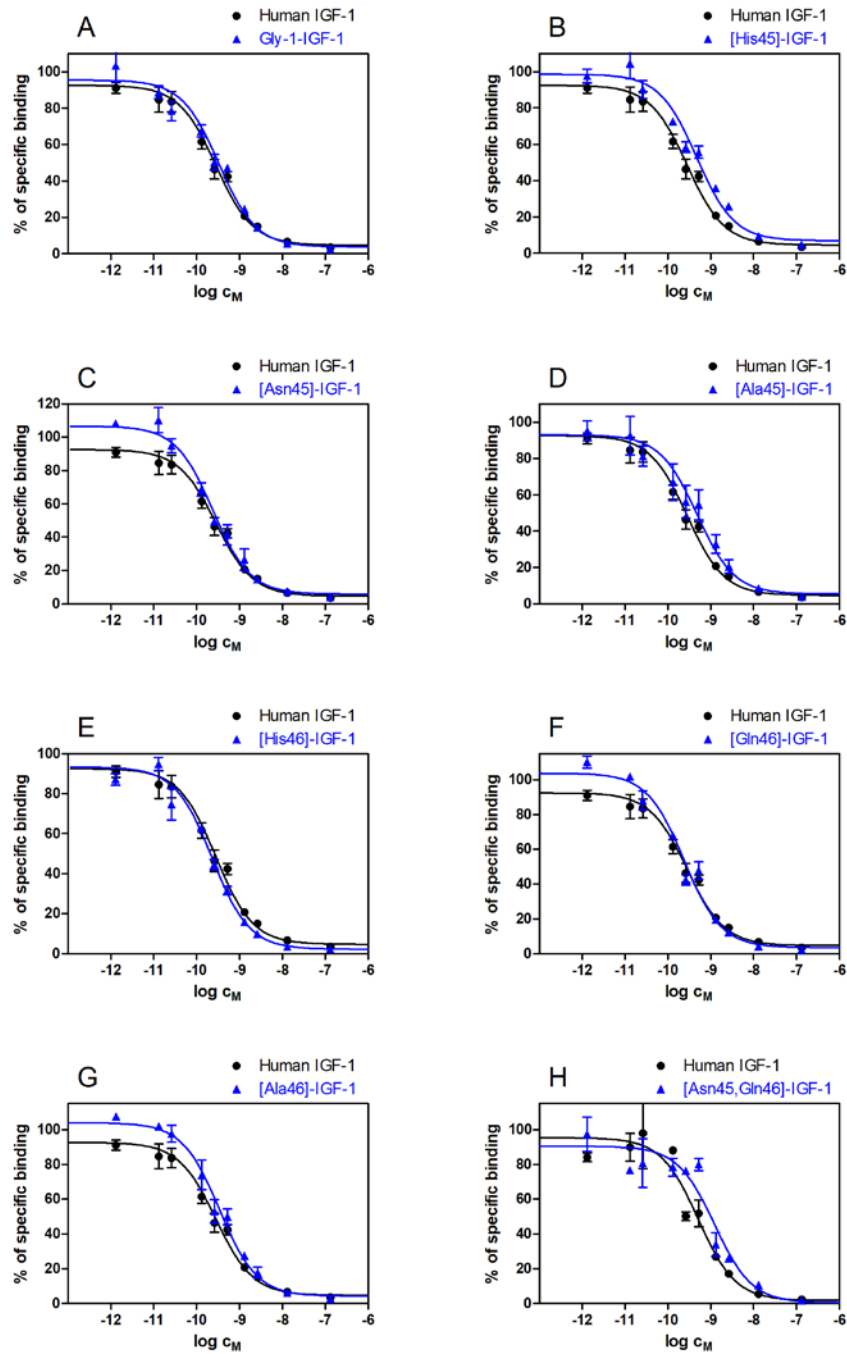 A
Human IGF-1
Gly-1-IGF-1
% of specific binding
100
80
60
40
20
0
-12 -11 -10 -9 -8 -7 -6
log cM
B
Human IGF-1
[His45]-IGF-1
% of specific binding
100
80
60
40
20
0
-12 -11 -10 -9 -8 -7 -6
log cM
C
Human IGF-1
[Asn45]-IGF-1
% of specific binding
120
100
80
60
40
20
0
-12 -11 -10 -9 -8 -7 -6
log cM
D
Human IGF-1
[Ala45]-IGF-1
% of specific binding
100
80
60
40
20
0
-12 -11 -10 -9 -8 -7 -6
log cM
E
Human IGF-1
[His46]-IGF-1
% of specific binding
100
80
60
40
20
0
-12 -11 -10 -9 -8 -7 -6
log cM
F
Human IGF-1
[Gln46]-IGF-1
% of specific binding
100
80
60
40
20
0
-12 -11 -10 -9 -8 -7 -6
log cM
G
Human IGF-1
[Ala46]-IGF-1
% of specific binding
100
80
60
40
20
0
-12 -11 -10 -9 -8 -7 -6
log cM
H
Human IGF-1
[Asn45,Gln46]-IGF-1
% of specific binding
100
80
60
40
20
0
-12 -11 -10 -9 -8 -7 -6
log cM